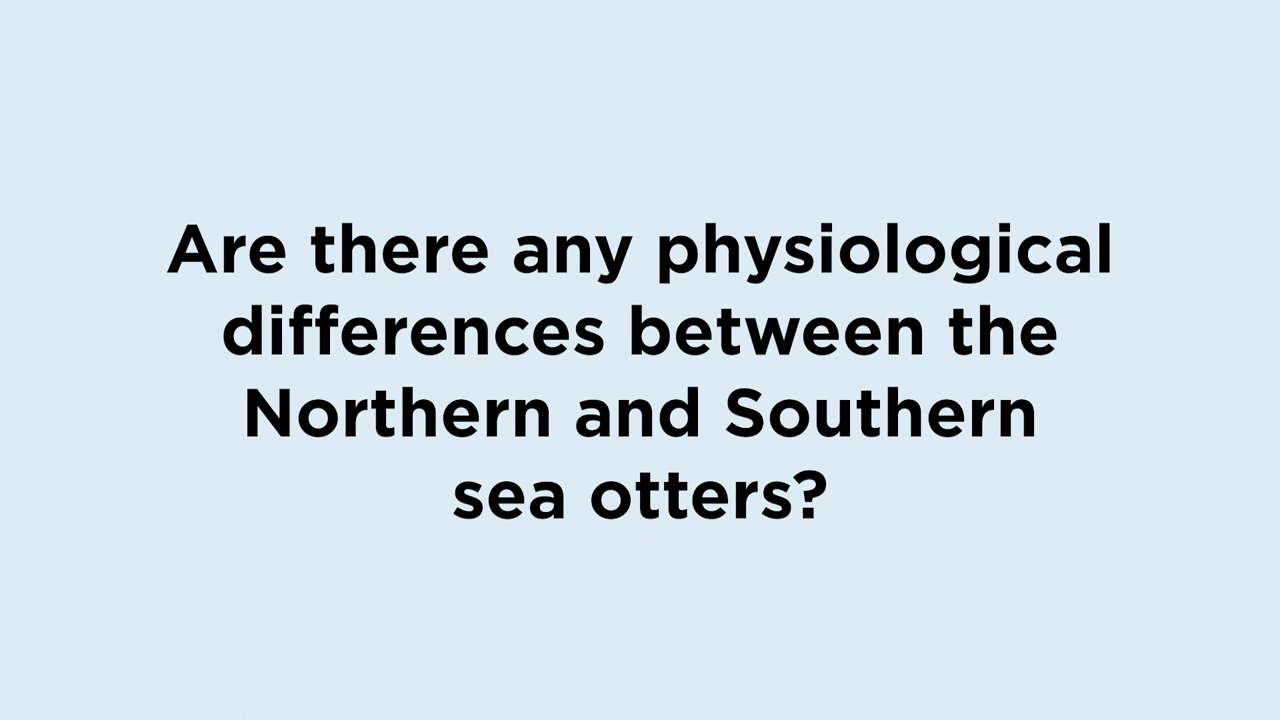 Are there any physiological
differences between the
Northern and Southern
sea otters?